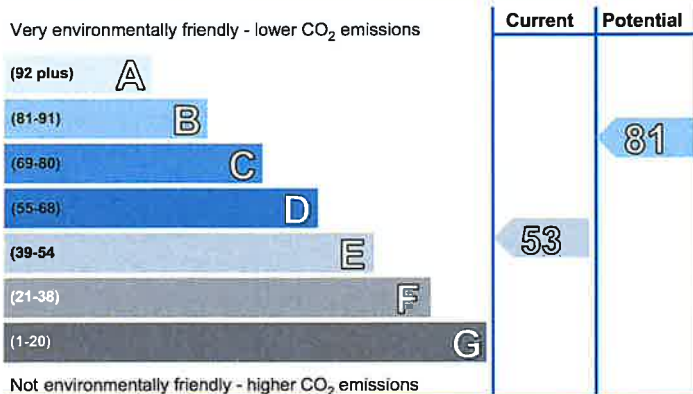 Current Potential
Very environmentally friendly - lower CO₂ emissions
(92 plus) A
(81-91) B
81
(69-80) C
(55-68) D
(39-54 E
53
(21-38) F
(1-20) G
Not environmentally friendly - higher CO₂ emissions